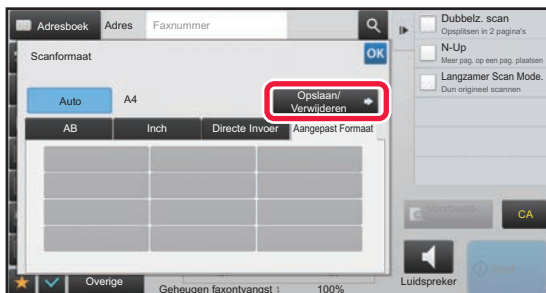 Adresboek
Adres
Faxnummer
Dubbelz. scan
Opsplitsen in 2 pagina's
N-Up
Meer pag. op een pag. plaatsen
Langzamer Scan Mode.
Dun origineel scannen
Scanformaat
OK
Auto
A4
Opslaan/
Verwijderen
AB
Inch
Directe Invoer
Aangepast Formaat
CA
Start
Luidspreker
Overige
Geheugen faxontvangst :
100%